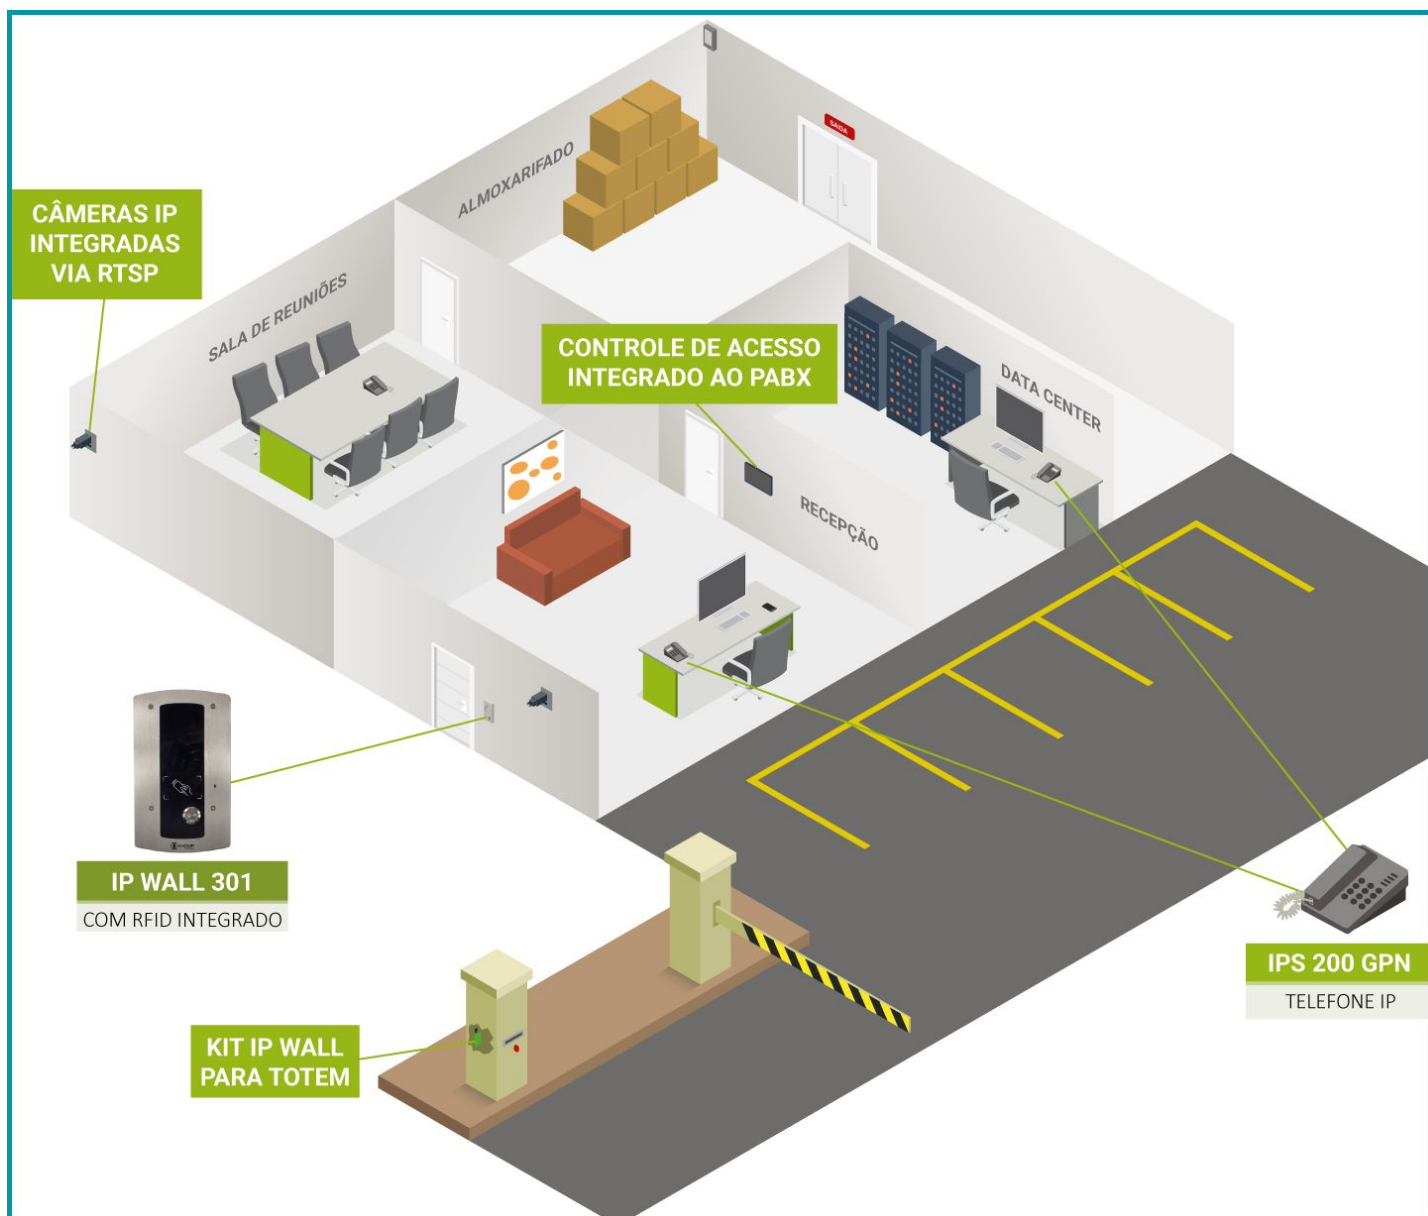 SAIDA
ALMOXARIFADO
CÂMERAS IP
INTEGRADAS
VIA RTSP
SALA DE REUNIÕES
CONTROLE DE ACESSO
INTEGRADO AO PABX
DATA CENTER
RECEPÇÃO
IP WALL 301
COM RFID INTEGRADO
IPS 200 GPN
TELEFONE IP
KIT IP WALL
PARA TOTEM